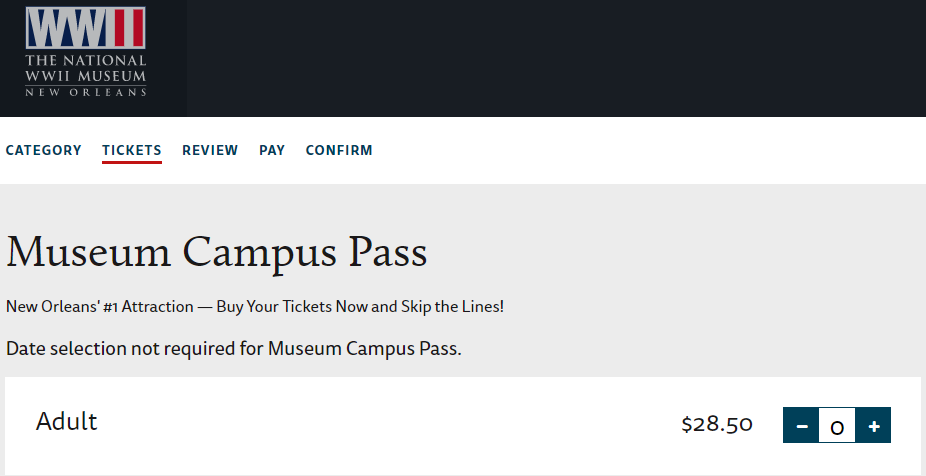 WWII
THE NATIONAL
WWII MUSEUM
NEW ORLEANS
CATEGORY TICKETS REVIEW PAY CONFIRM
Museum Campus Pass
New Orleans' #1 Attraction — Buy Your Tickets Now and Skip the Lines!
Date selection not required for Museum Campus Pass.
Adult $28.50 − 0 +